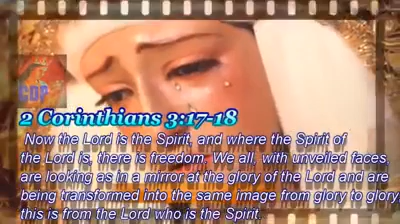 CDP
2 Corinthians 3:17-18
Now the Lord is the Spirit, and where the Spirit of
the Lord is, there is freedom. We all, with unveiled faces,
are looking as in a mirror at the glory of the Lord and are
being transformed into the same image from glory to glory;
this is from the Lord who is the Spirit.